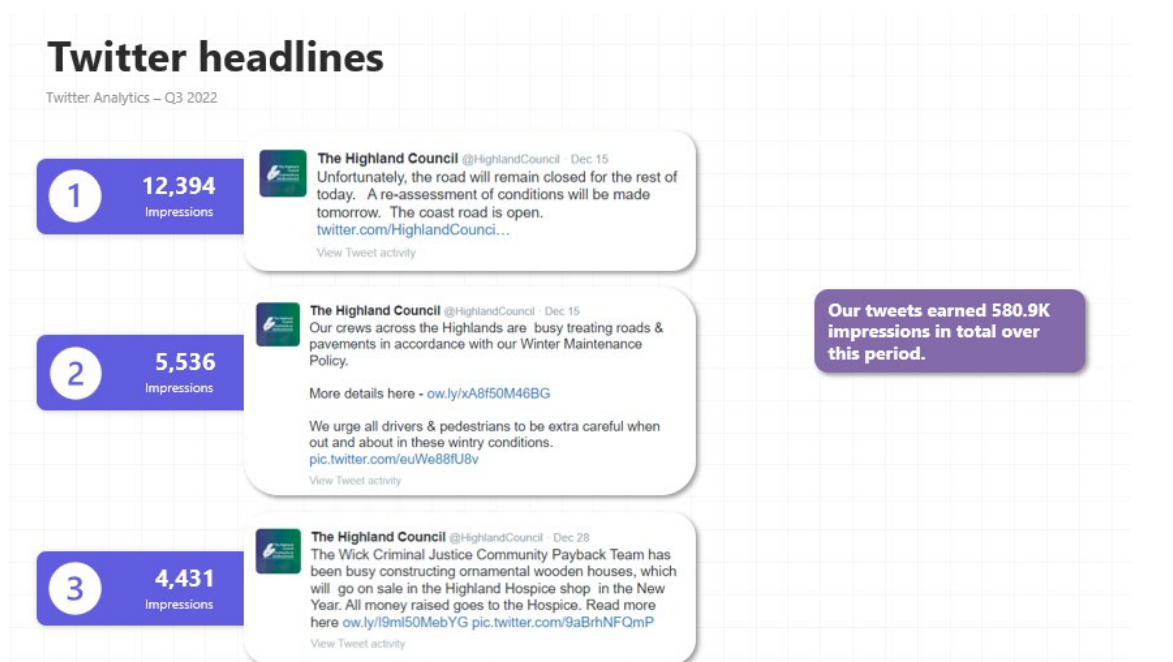 Twitter headlines
Twitter Analytics – Q3 2022
1
12,394
Impressions
The Highland Council @HighlandCouncil · Dec 15
Unfortunately, the road will remain closed for the rest of
today. A re-assessment of conditions will be made
tomorrow. The coast road is open.
twitter.com/HighlandCounci…
View Tweet activity
2
5,536
Impressions
The Highland Council @HighlandCouncil · Dec 15
Our crews across the Highlands are busy treating roads &
pavements in accordance with our Winter Maintenance
Policy.
More details here - ow.ly/xA8f50M46BG
We urge all drivers & pedestrians to be extra careful when
out and about in these wintry conditions.
pic.twitter.com/euWe88fU8v
View Tweet activity
Our tweets earned 580.9K
impressions in total over
this period.
3
4,431
Impressions
The Highland Council @HighlandCouncil · Dec 28
The Wick Criminal Justice Community Payback Team has
been busy constructing ornamental wooden houses, which
will go on sale in the Highland Hospice shop in the New
Year. All money raised goes to the Hospice. Read more
here ow.ly/I9ml50MebYG pic.twitter.com/9aBrhNFQmP
View Tweet activity